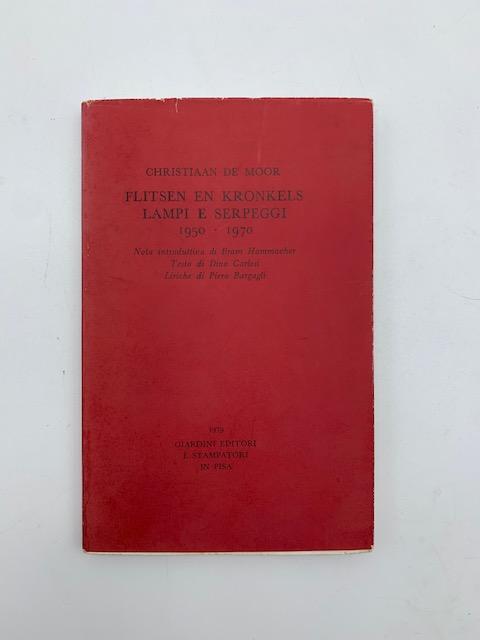 CHRISTIAAN DE MOOR
FLITSEN EN KRONKELS
LAMPI E SERPEGGI
1950 - 1970
Nota introduttiva di Bram Hammacher
Testo di Dino Carlesi
Liriche di Piero Bargagli
1979
GIARDINI EDITORI
E STAMPATORI
IN PISA